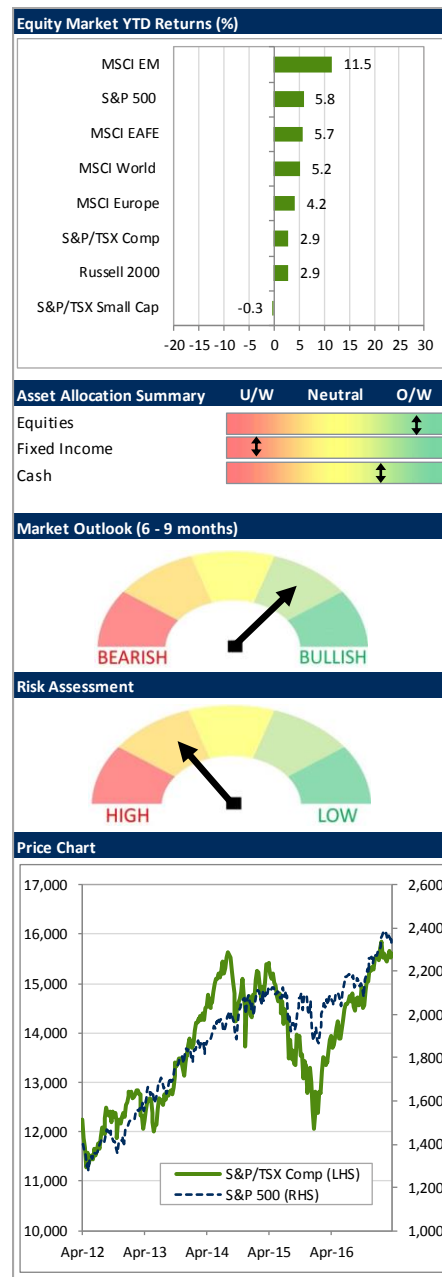 Equity Market YTD Returns (%)
MSCI EM 11.5
S&P 500 5.8
MSCI EAFE 5.7
MSCI World 5.2
MSCI Europe 4.2
S&P/TSX Comp 2.9
Russell 2000 2.9
S&P/TSX Small Cap -0.3
-20 -15 -10 -5 0 5 10 15 20 25 30
Asset Allocation Summary U/W Neutral O/W
Equities
Fixed Income
Cash
Market Outlook (6 - 9 months)
BEARISH BULLISH
Risk Assessment
HIGH LOW
Price Chart
17,000 2,600
16,000 2,400
15,000 2,200
14,000 2,000
13,000 1,800
12,000 1,600
11,000 1,400
10,000 1,200
1,000
S&P/TSX Comp (LHS)
S&P 500 (RHS)
Apr-12 Apr-13 Apr-14 Apr-15 Apr-16